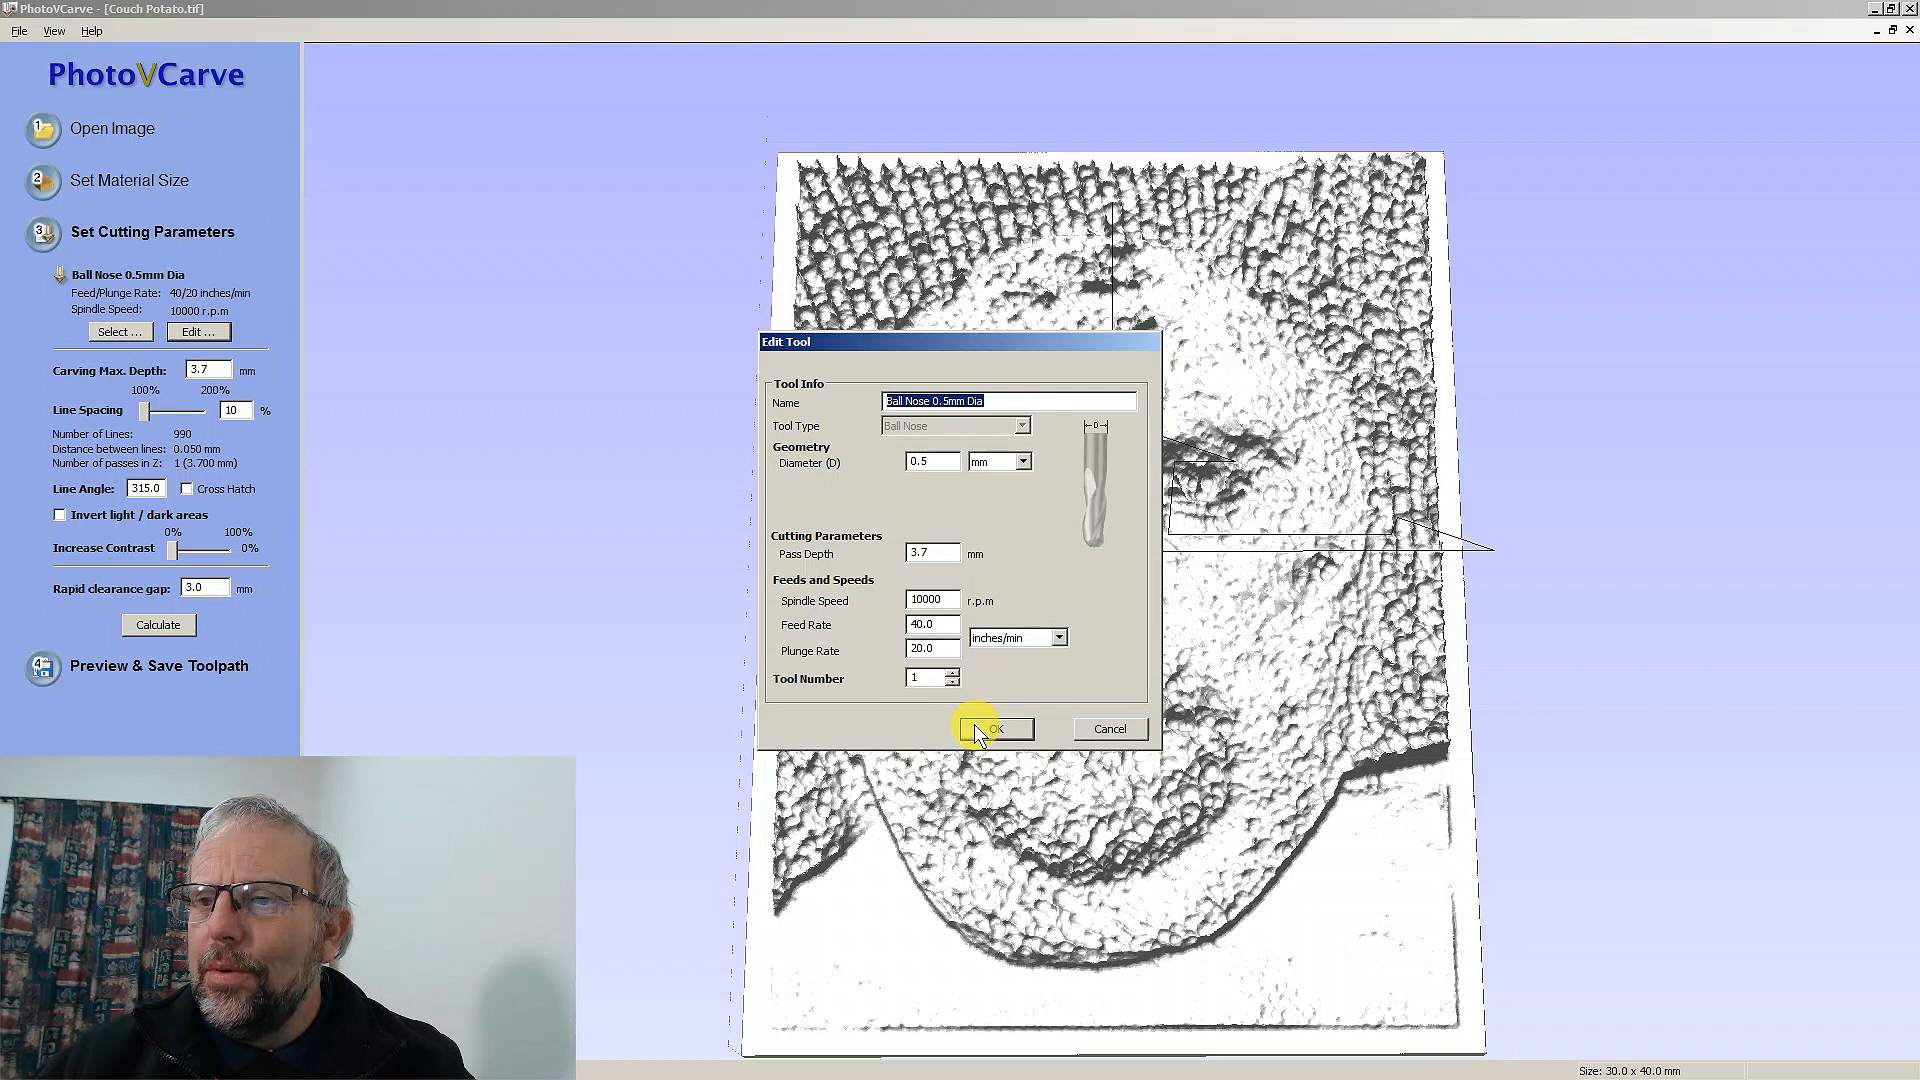 PhotoVCarve - [Couch Potato.tif]
File View Help
PhotoVCarve
1 Open Image
2 Set Material Size
3 Set Cutting Parameters
Ball Nose 0.5mm Dia
Feed/Plunge Rate: 40/20 inches/min
Spindle Speed: 10000 r.p.m
Select ... Edit ...
Carving Max. Depth: 3.7 mm
100% 200%
Line Spacing 10 %
Number of Lines: 990
Distance between lines: 0.050 mm
Number of passes in Z: 1 (3.700 mm)
Line Angle: 315.0 Cross Hatch
Invert light / dark areas
0% 100%
Increase Contrast 0%
Rapid clearance gap: 3.0 mm
Calculate
4 Preview & Save Toolpath
Edit Tool
Tool Info
Name Ball Nose 0.5mm Dia
Tool Type Ball Nose
D
Geometry
Diameter (D) 0.5 mm
Cutting Parameters
Pass Depth 3.7 mm
Feeds and Speeds
Spindle Speed 10000 r.p.m
Feed Rate 40.0
inches/min
Plunge Rate 20.0
Tool Number 1
OK Cancel
Size: 30.0 x 40.0 mm